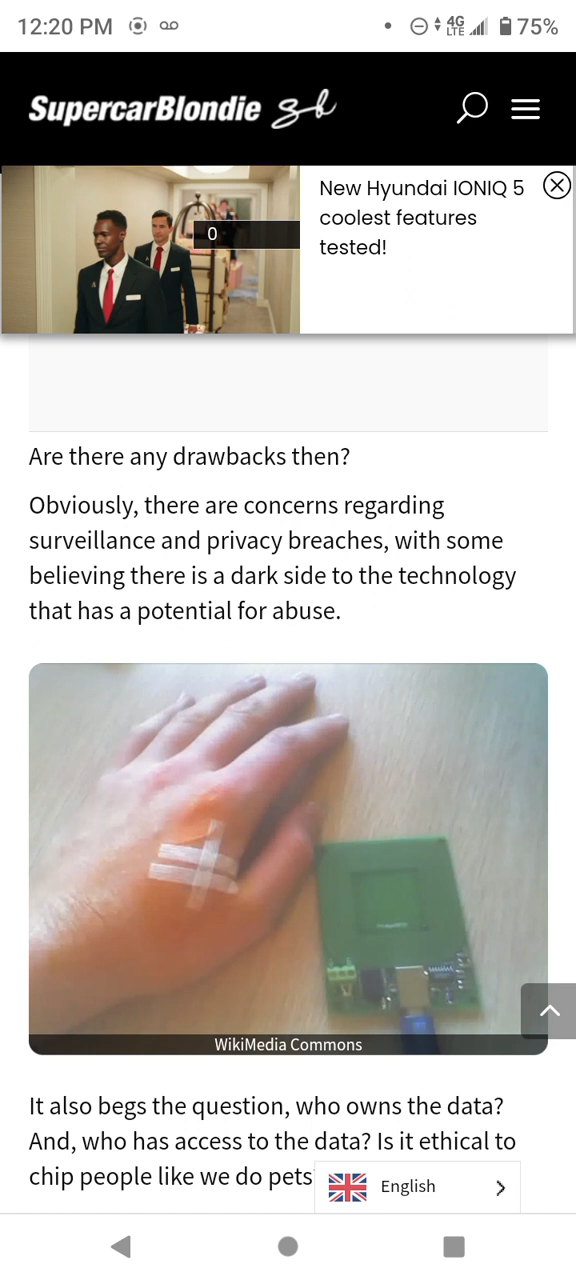 12:20 PM
4G
LTE
75%
SupercarBlondie sb
0
New Hyundai IONIQ 5
coolest features
tested!
Are there any drawbacks then?
Obviously, there are concerns regarding
surveillance and privacy breaches, with some
believing there is a dark side to the technology
that has a potential for abuse.
WikiMedia Commons
It also begs the question, who owns the data?
And, who has access to the data? Is it ethical to
chip people like we do pets
English